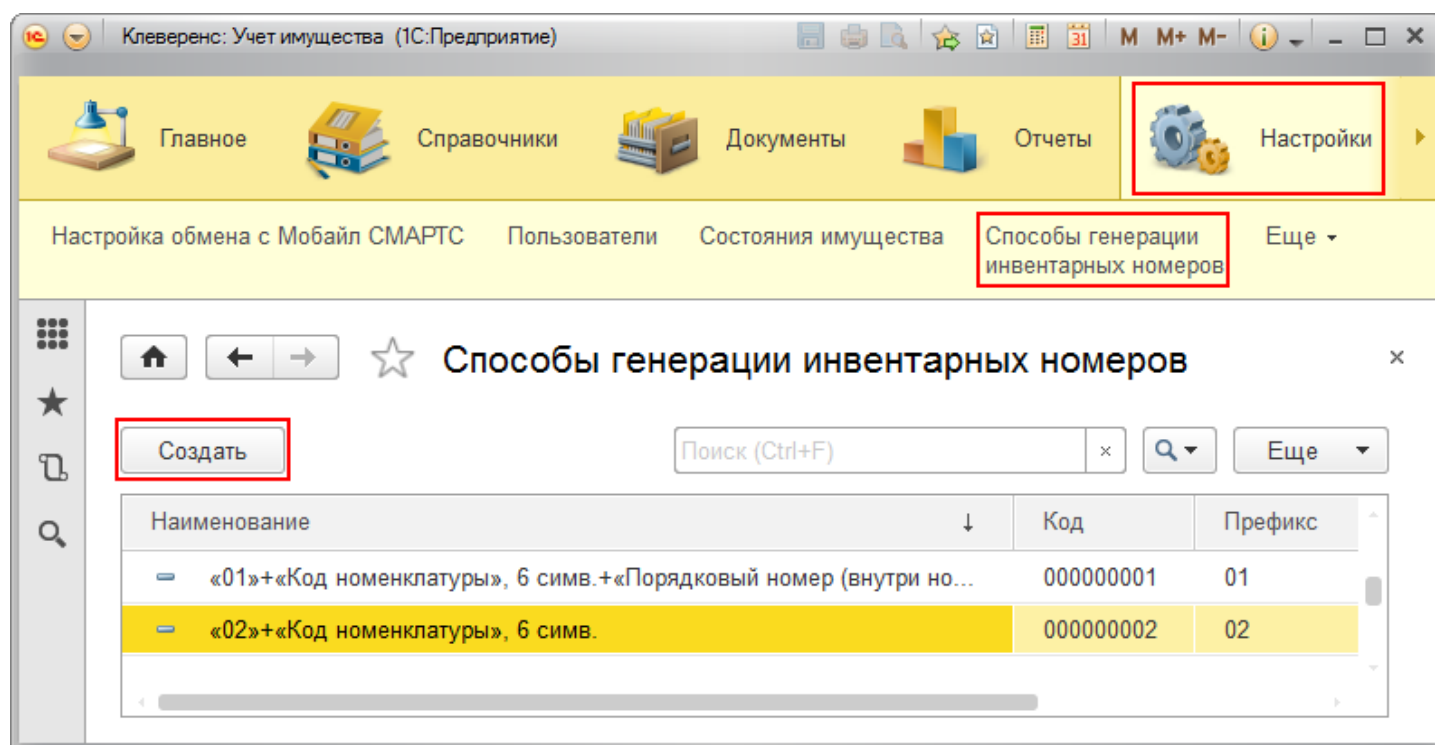 Клеверенс: Учет имущества (1С:Предприятие)
31 M M+ M-
Главное Справочники Документы Отчеты Настройки
Настройка обмена с Мобайл СМАРТС Пользователи Состояния имущества Способы генерации инвентарных номеров Еще
Способы генерации инвентарных номеров
Создать Поиск (Ctrl+F) × Еще
Наименование ↓ Код Префикс
«01»+«Код номенклатуры», 6 симв.+«Порядковый номер (внутри но... 000000001 01
«02»+«Код номенклатуры», 6 симв. 000000002 02